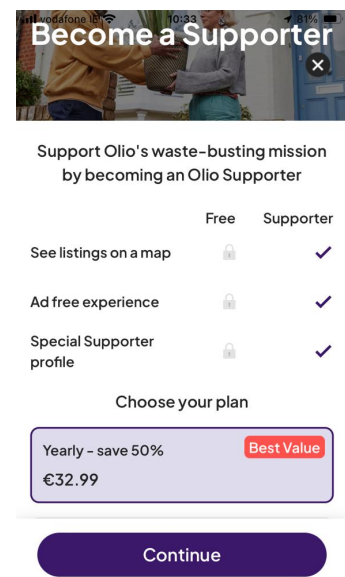 vodafone IE 10:33 81%
Become a Supporter
Support Olio's waste-busting mission
by becoming an Olio Supporter
Free Supporter
See listings on a map
Ad free experience
Special Supporter
profile
Choose your plan
Yearly - save 50% Best Value
€32.99
Continue